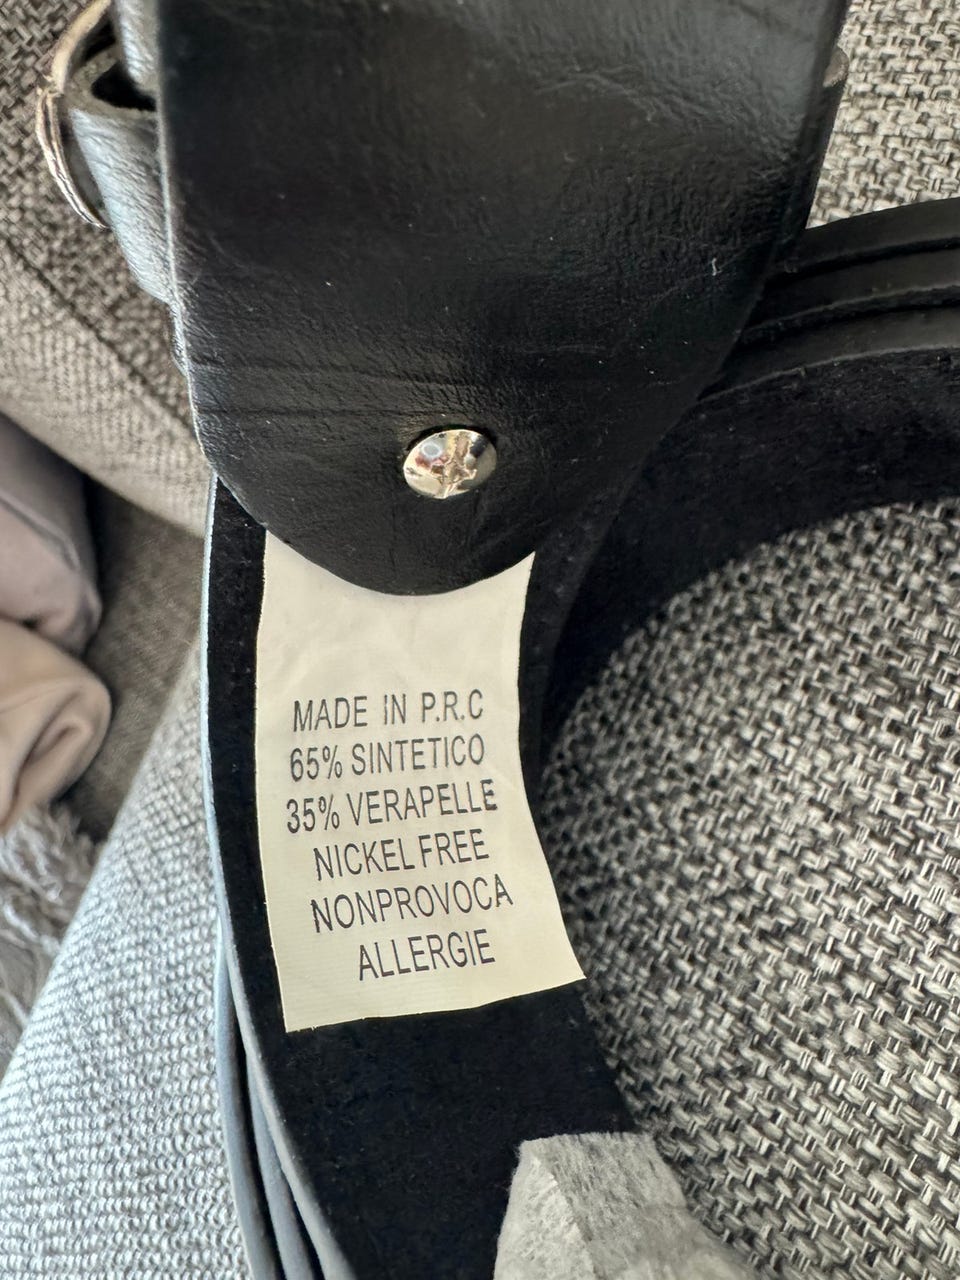 MADE IN P.R.C
65% SINTETICO
35% VERAPELLE
NICKEL FREE
NONPROVOCA
ALLERGIE